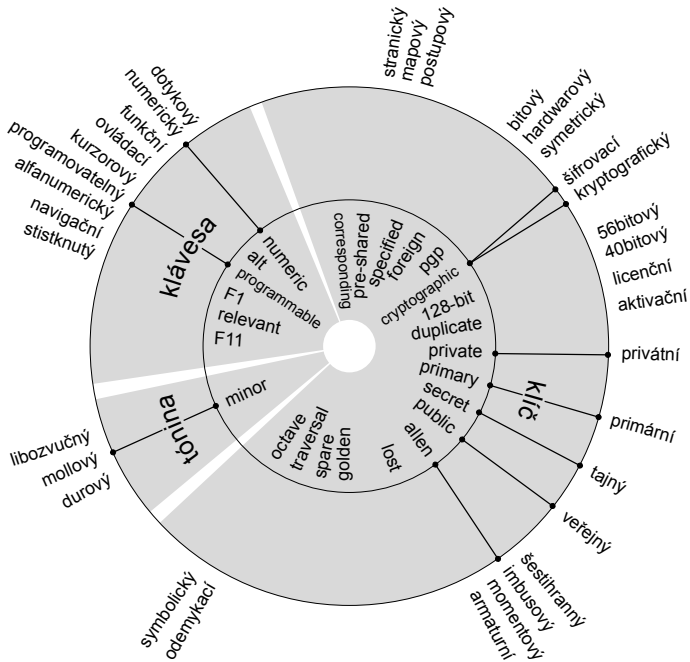 stranický
mapový
postupový
bitový
hardwarový
symetrický
šifrovací
kryptografický
56bitový
40bitový
licenční
aktivační
privátní
primární
tajný
veřejný
šestihranný
imbusový
momentový
armaturní
symbolický
odemykací
libozvučný
mollový
durový
dotykový
numerický
funkční
ovládací
kurzorový
programovatelný
alfanumerický
navigační
stistknutý
klávesa
tónina
klíč
numeric
alt
programmable
F1
relevant
F11
minor
corresponding
pre-shared
specified
foreign
pgp
cryptographic
128-bit
duplicate
private
primary
secret
public
allen
lost
golden
spare
traversal
octave